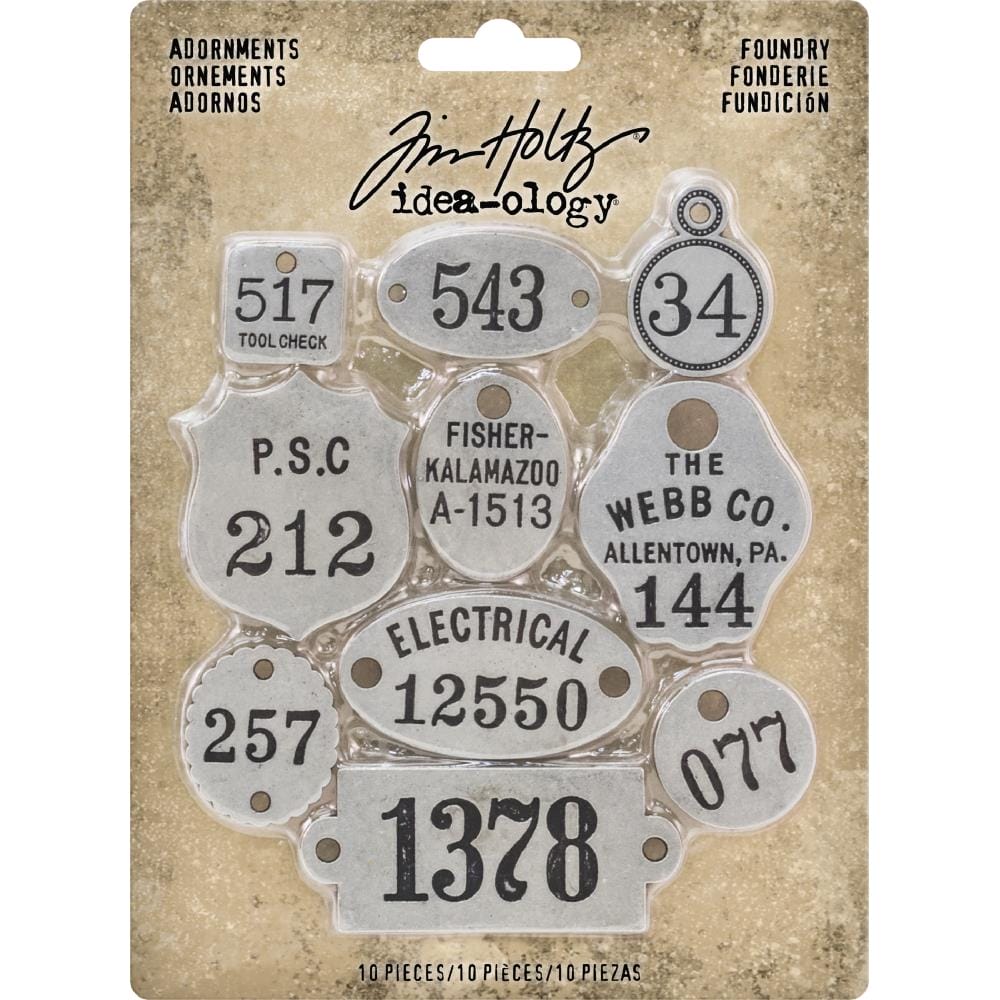 ADORNMENTS
ORNEMENTS
ADORNOS
FOUNDRY
FONDERIE
FUNDICIÓN
Tim Holtz®
idea-ology®
517
TOOL CHECK
543
34
P.S.C
212
FISHER-
KALAMAZOO
A-1513
THE
WEBB CO.
ALLENTOWN, PA.
144
ELECTRICAL
12550
257
077
1378
10 PIECES/10 PIÈCES/10 PIEZAS